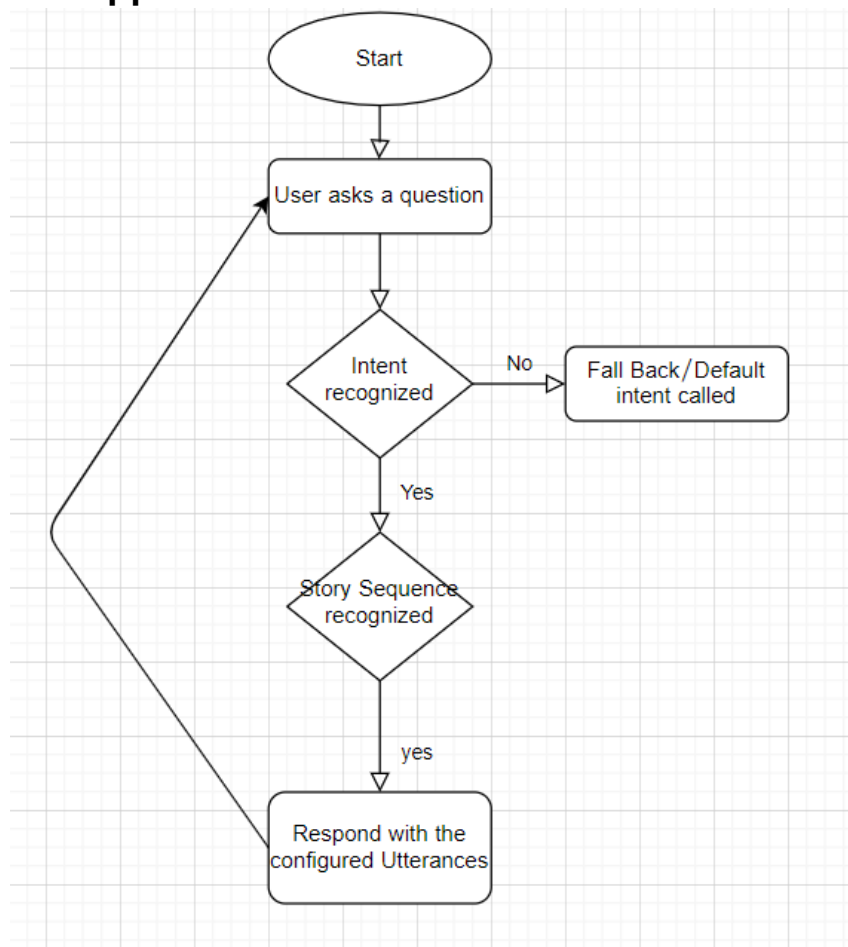 Start
User asks a question
Intent
recognized
No
Fall Back/Default
intent called
Yes
Story Sequence
recognized
yes
Respond with the
configured Utterances